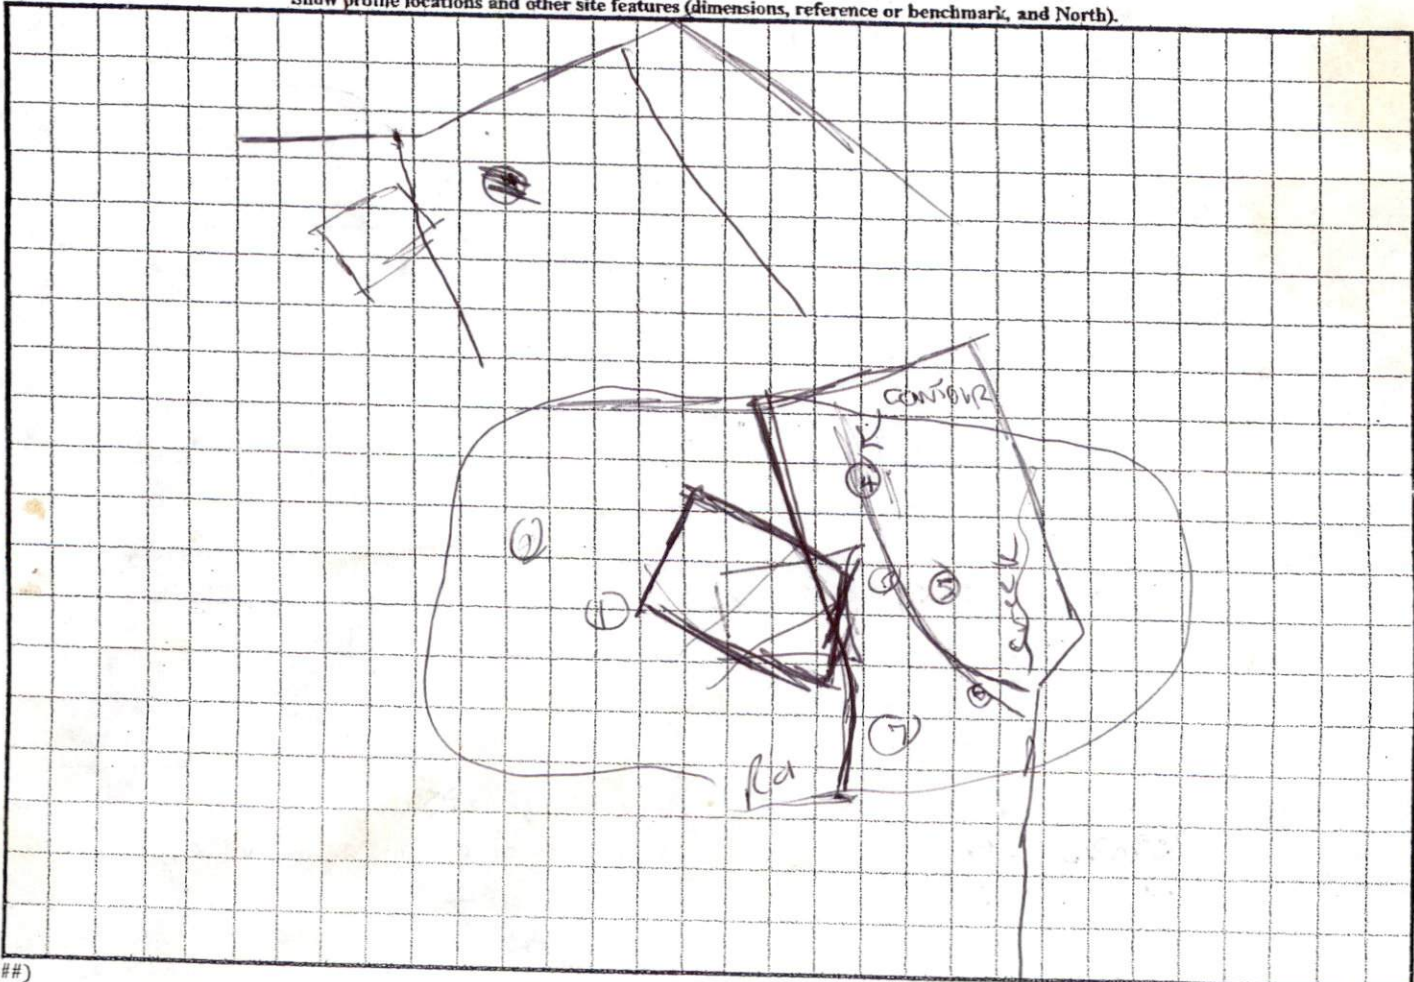 Show profile locations and other site features (dimensions, reference or benchmark, and North).
CONTOUR
4
2
3
5
1
creek
6
7
Rd
##)